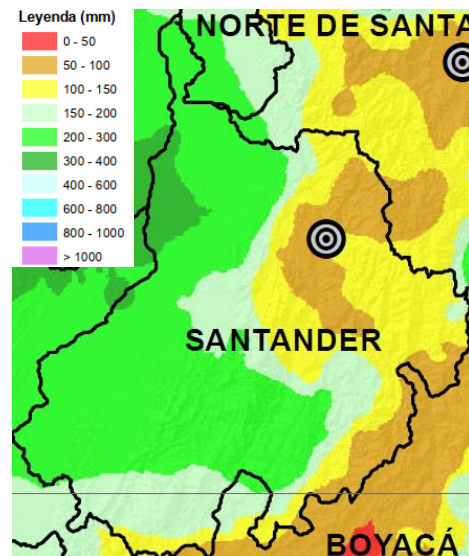 Leyenda (mm)
0 - 50
50 - 100
100 - 150
150 - 200
200 - 300
300 - 400
400 - 600
600 - 800
800 - 1000
> 1000
NORTE DE SANTA
SANTANDER
BOYACÁ